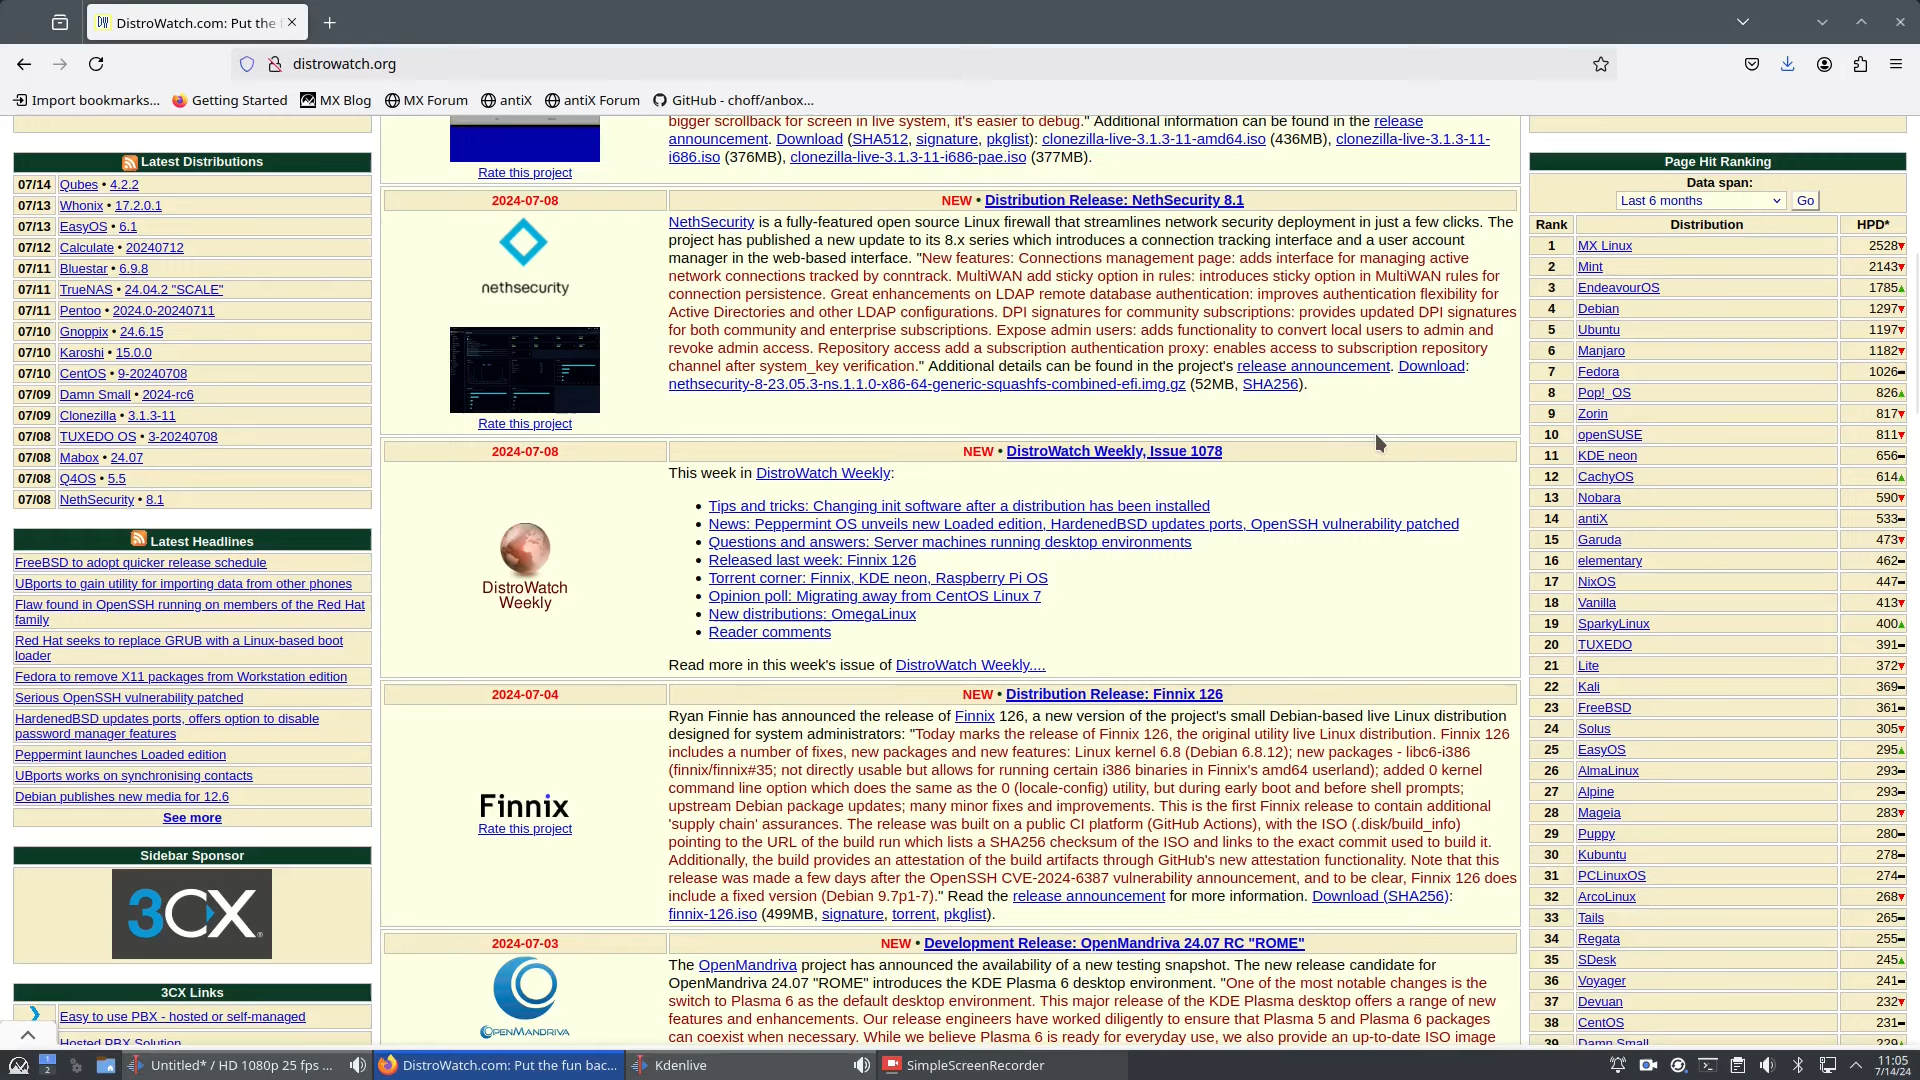 DistroWatch.com: Put the f
distrowatch.org
Import bookmarks...
Getting Started
MX Blog
MX Forum
antiX
antiX Forum
GitHub - choff/anbox...
Latest Distributions
07/14 Qubes • 4.2.2
07/13 Whonix • 17.2.0.1
07/13 EasyOS • 6.1
07/12 Calculate • 20240712
07/11 Bluestar • 6.9.8
07/11 TrueNAS • 24.04.2 "SCALE"
07/11 Pentoo • 2024.0-20240711
07/10 Gnoppix • 24.6.15
07/10 Karoshi • 15.0.0
07/10 CentOS • 9-20240708
07/09 Damn Small • 2024-rc6
07/09 Clonezilla • 3.1.3-11
07/08 TUXEDO OS • 3-20240708
07/08 Mabox • 24.07
07/08 Q4OS • 5.5
07/08 NethSecurity • 8.1
Latest Headlines
FreeBSD to adopt quicker release schedule
UBports to gain utility for importing data from other phones
Flaw found in OpenSSH running on members of the Red Hat
family
Red Hat seeks to replace GRUB with a Linux-based boot
loader
Fedora to remove X11 packages from Workstation edition
Serious OpenSSH vulnerability patched
HardenedBSD updates ports, offers option to disable
password manager features
Peppermint launches Loaded edition
UBports works on synchronising contacts
Debian publishes new media for 12.6
See more
Sidebar Sponsor
3CX
3CX Links
Easy to use PBX - hosted or self-managed
Hosted PBX Solution
bigger scrollback for screen in live system, it's easier to debug." Additional information can be found in the release
announcement. Download (SHA512, signature, pkglist): clonezilla-live-3.1.3-11-amd64.iso (436MB), clonezilla-live-3.1.3-11-
i686.iso (376MB), clonezilla-live-3.1.3-11-i686-pae.iso (377MB).
Rate this project
2024-07-08
NEW • Distribution Release: NethSecurity 8.1
nethsecurity
Rate this project
NethSecurity is a fully-featured open source Linux firewall that streamlines network security deployment in just a few clicks. The
project has published a new update to its 8.x series which introduces a connection tracking interface and a user account
manager in the web-based interface. "New features: Connections management page: adds interface for managing active
network connections tracked by conntrack. MultiWAN add sticky option in rules: introduces sticky option in MultiWAN rules for
connection persistence. Great enhancements on LDAP remote database authentication: improves authentication flexibility for
Active Directories and other LDAP configurations. DPI signatures for community subscriptions: provides updated DPI signatures
for both community and enterprise subscriptions. Expose admin users: adds functionality to convert local users to admin and
revoke admin access. Repository access add a subscription authentication proxy: enables access to subscription repository
channel after system_key verification." Additional details can be found in the project's release announcement. Download:
nethsecurity-8-23.05.3-ns.1.1.0-x86-64-generic-squashfs-combined-efi.img.gz (52MB, SHA256).
2024-07-08
NEW • DistroWatch Weekly, Issue 1078
DistroWatch
Weekly
This week in DistroWatch Weekly:
• Tips and tricks: Changing init software after a distribution has been installed
• News: Peppermint OS unveils new Loaded edition, HardenedBSD updates ports, OpenSSH vulnerability patched
• Questions and answers: Server machines running desktop environments
• Released last week: Finnix 126
• Torrent corner: Finnix, KDE neon, Raspberry Pi OS
• Opinion poll: Migrating away from CentOS Linux 7
• New distributions: OmegaLinux
• Reader comments
Read more in this week's issue of DistroWatch Weekly....
2024-07-04
NEW • Distribution Release: Finnix 126
Finnix
Rate this project
Ryan Finnie has announced the release of Finnix 126, a new version of the project's small Debian-based live Linux distribution
designed for system administrators: "Today marks the release of Finnix 126, the original utility live Linux distribution. Finnix 126
includes a number of fixes, new packages and new features: Linux kernel 6.8 (Debian 6.8.12); new packages - libc6-i386
(finnix/finnix#35; not directly usable but allows for running certain i386 binaries in Finnix's amd64 userland); added 0 kernel
command line option which does the same as the 0 (locale-config) utility, but during early boot and before shell prompts;
upstream Debian package updates; many minor fixes and improvements. This is the first Finnix release to contain additional
'supply chain' assurances. The release was built on a public CI platform (GitHub Actions), with the ISO (.disk/build_info)
pointing to the URL of the build run which lists a SHA256 checksum of the ISO and links to the exact commit used to build it.
Additionally, the build provides an attestation of the build artifacts through GitHub's new attestation functionality. Note that this
release was made a few days after the OpenSSH CVE-2024-6387 vulnerability announcement, and to be clear, Finnix 126 does
include a fixed version (Debian 9.7p1-7)." Read the release announcement for more information. Download (SHA256):
finnix-126.iso (499MB, signature, torrent, pkglist).
2024-07-03
NEW • Development Release: OpenMandriva 24.07 RC "ROME"
OPENMANDRIVA
The OpenMandriva project has announced the availability of a new testing snapshot. The new release candidate for
OpenMandriva 24.07 "ROME" introduces the KDE Plasma 6 desktop environment. "One of the most notable changes is the
switch to Plasma 6 as the default desktop environment. This major release of the KDE Plasma desktop offers a range of new
features and enhancements. Our release engineers have worked diligently to ensure that Plasma 5 and Plasma 6 packages
can coexist when necessary. While we believe Plasma 6 is ready for everyday use, we also provide an up-to-date ISO image
Page Hit Ranking
Data span:
Last 6 months
Go
Rank Distribution HPD*
1 MX Linux 2528
2 Mint 2143
3 EndeavourOS 1785
4 Debian 1297
5 Ubuntu 1197
6 Manjaro 1182
7 Fedora 1026
8 Pop!_OS 826
9 Zorin 817
10 openSUSE 811
11 KDE neon 656
12 CachyOS 614
13 Nobara 590
14 antiX 533
15 Garuda 473
16 elementary 462
17 NixOS 447
18 Vanilla 413
19 SparkyLinux 400
20 TUXEDO 391
21 Lite 372
22 Kali 369
23 FreeBSD 361
24 Solus 305
25 EasyOS 295
26 AlmaLinux 293
27 Alpine 293
28 Mageia 283
29 Puppy 280
30 Kubuntu 278
31 PCLinuxOS 274
32 ArcoLinux 268
33 Tails 265
34 Regata 255
35 SDesk 245
36 Voyager 241
37 Devuan 232
38 CentOS 231
39 Damn Small 229
1
2
Untitled* / HD 1080p 25 fps ...
DistroWatch.com: Put the fun bac...
Kdenlive
SimpleScreenRecorder
11:05
7/14/24